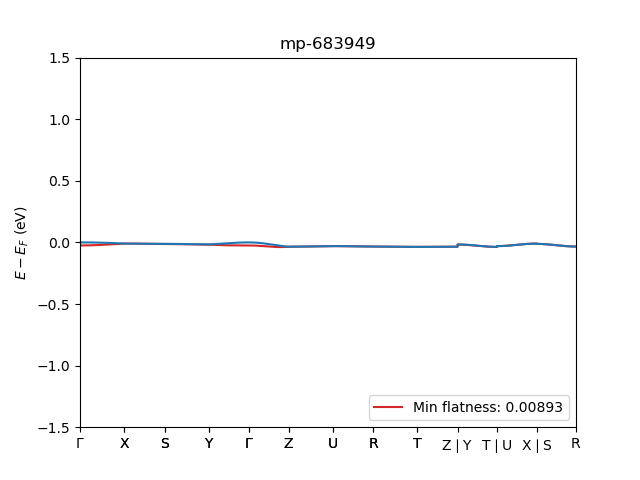 mp-683949
1.5
1.0
0.5
0.0
−0.5
−1.0
−1.5
E − E_F (eV)
Min flatness: 0.00893
Γ X S Y Γ Z U R T Z | Y T | U X | S R